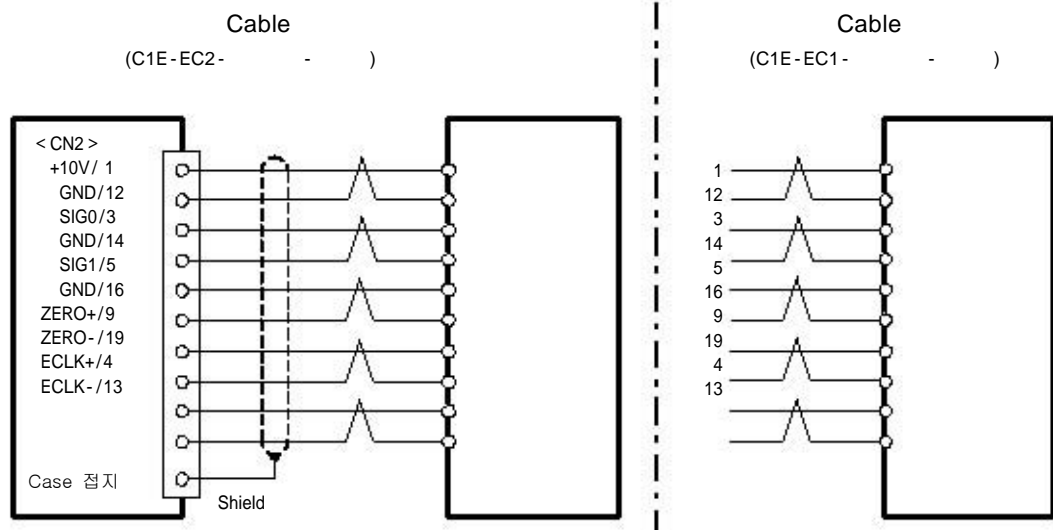 Cable
(C1E-EC2- - )
< CN2 >
+10V/ 1
GND/12
SIG0/3
GND/14
SIG1/5
GND/16
ZERO+/9
ZERO-/19
ECLK+/4
ECLK-/13
Case 접지
Shield
Cable
(C1E-EC1- - )
1
12
3
14
5
16
9
19
4
13